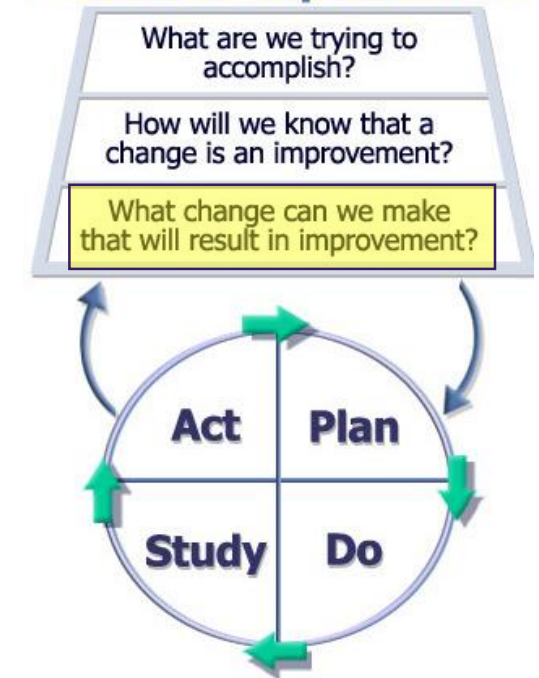 What are we trying to
accomplish?
How will we know that a
change is an improvement?
What change can we make
that will result in improvement?
Act
Plan
Study
Do